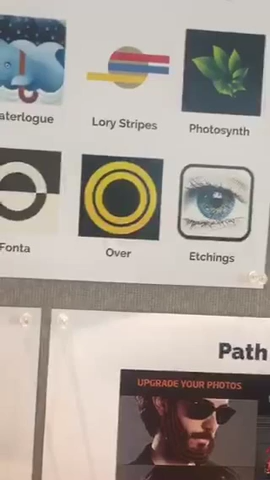 aterlogue
Lory Stripes
Photosynth
Fonta
Over
Etchings
Path
UPGRADE YOUR PHOTOS